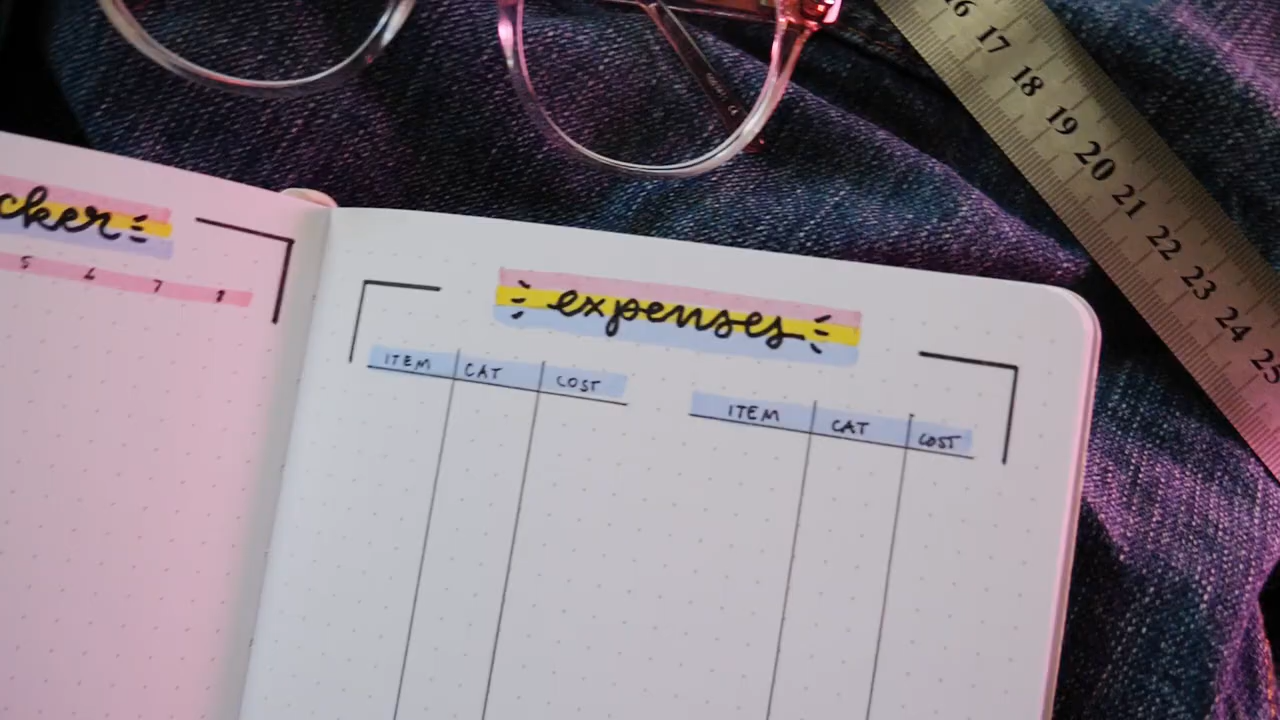 cker
5 6 7 8
expenses
ITEM CAT COST
ITEM CAT COST
16 17 18 19 20 21 22 23 24 25